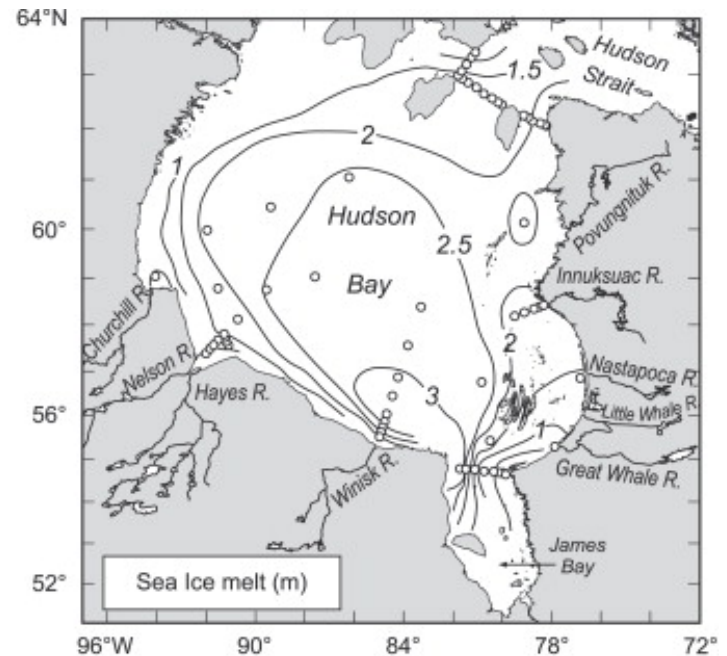 64°N
Hudson
1.5
Strait
2
1
Povungnituk R.
60°
Hudson
2.5
Innuksuac R.
Bay
Churchill R.
2
Nelson R.
Nastapoca R.
Hayes R.
3
Little Whale R.
56°
1
Great Whale R.
Winisk R.
James
Bay
Sea Ice melt (m)
52°
96°W
90°
84°
78°
72°